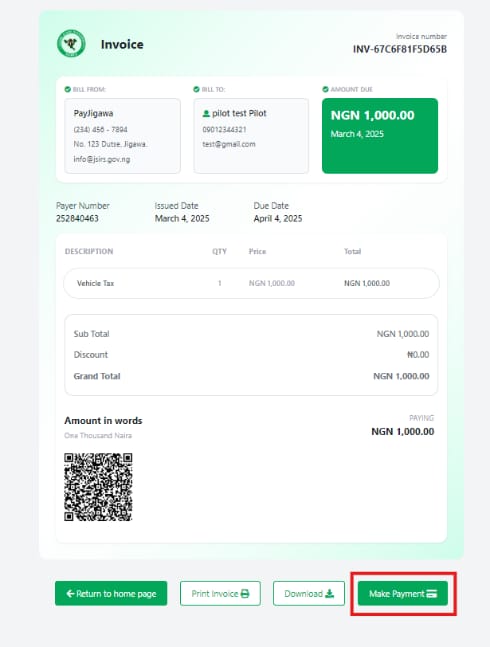 Invoice
Invoice number
INV-67C6F81F5D65B
BILL FROM:
PayJigawa
(234) 456 - 7894
No. 123 Dutse, Jigawa.
info@jsirs.gov.ng
BILL TO:
pilot test Pilot
09012344321
test@gmail.com
AMOUNT DUE
NGN 1,000.00
March 4, 2025
Payer Number
252840463
Issued Date
March 4, 2025
Due Date
April 4, 2025
DESCRIPTION QTY Price Total
Vehicle Tax 1 NGN 1,000.00 NGN 1,000.00
Sub Total NGN 1,000.00
Discount ₦0.00
Grand Total NGN 1,000.00
Amount in words
One Thousand Naira
PAYING
NGN 1,000.00
Return to home page
Print Invoice
Download
Make Payment